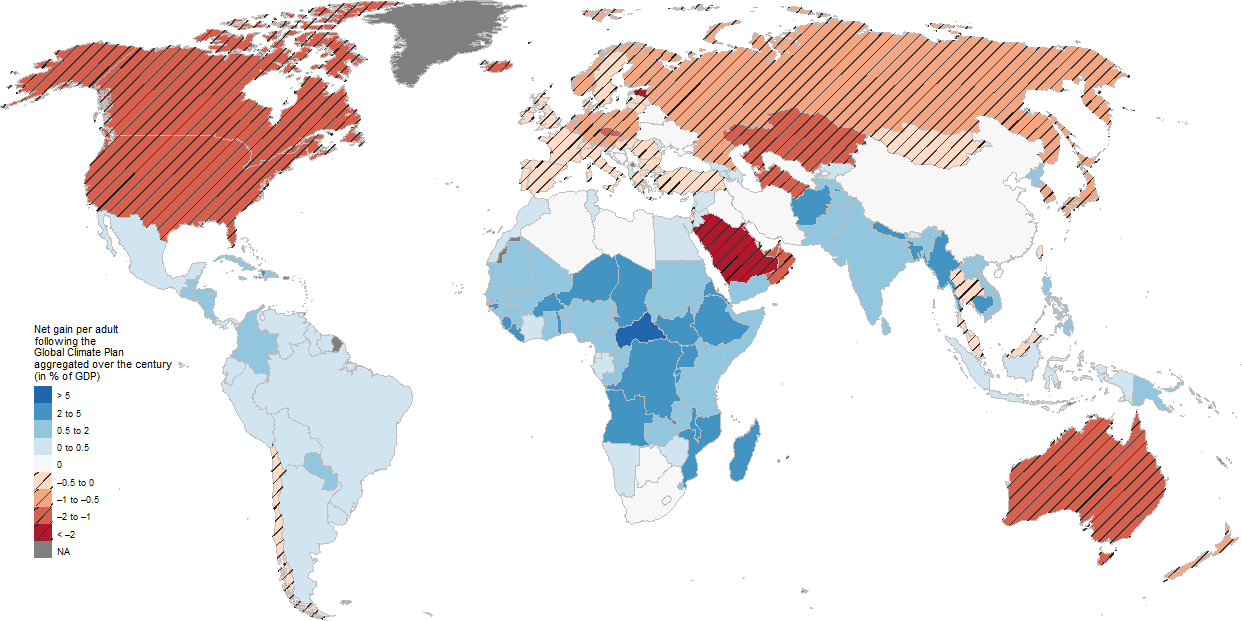 Net gain per adult
following the
Global Climate Plan
aggregated over the century
(in % of GDP)
> 5
2 to 5
0.5 to 2
0 to 0.5
0
–0.5 to 0
–1 to –0.5
–2 to –1
< –2
NA